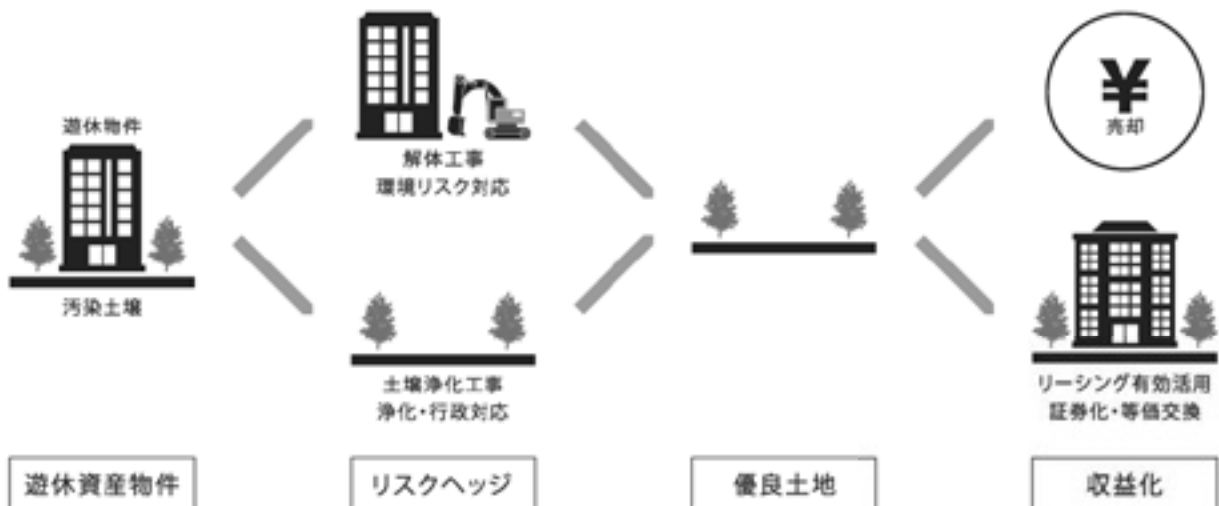 遊休物件
汚染土壌
解体工事
環境リスク対応
土壌浄化工事
浄化・行政対応
¥
売却
リーシング有効活用
証券化・等価交換
遊休資産物件
リスクヘッジ
優良土地
収益化